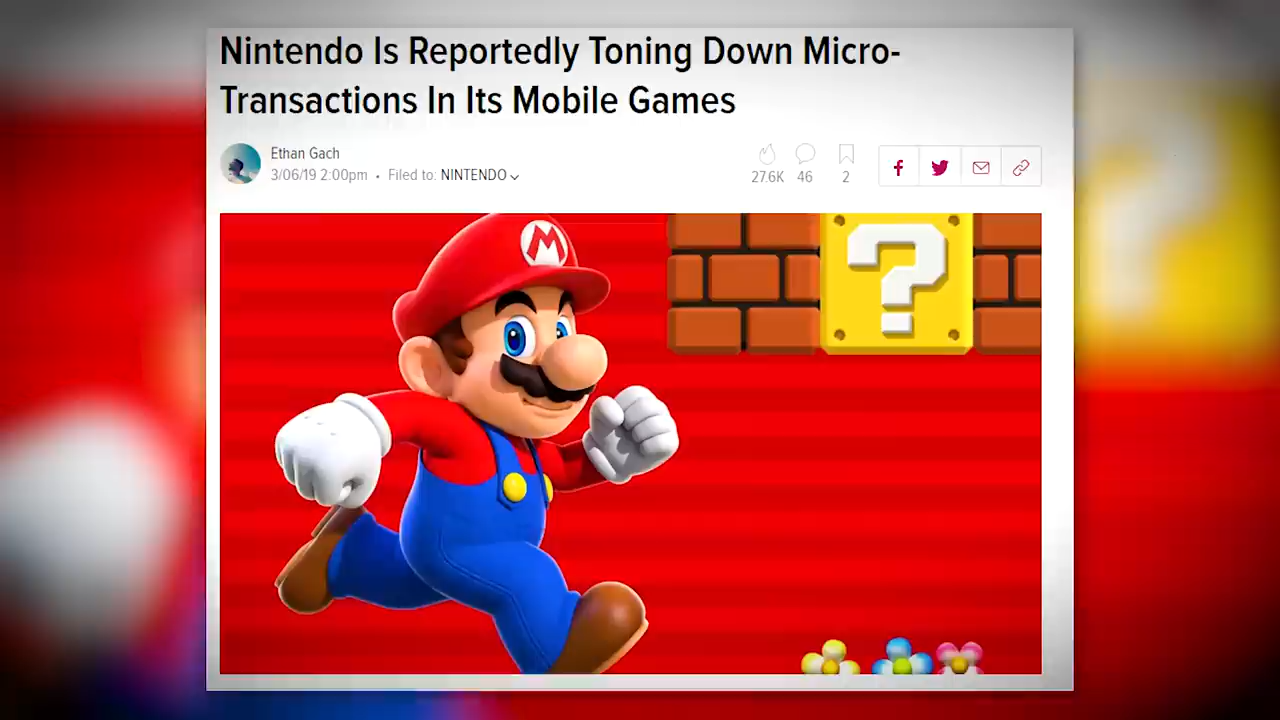 Nintendo Is Reportedly Toning Down Micro-
Transactions In Its Mobile Games
Ethan Gach
3/06/19 2:00pm • Filed to: NINTENDO
27.6K 46 2
M
?